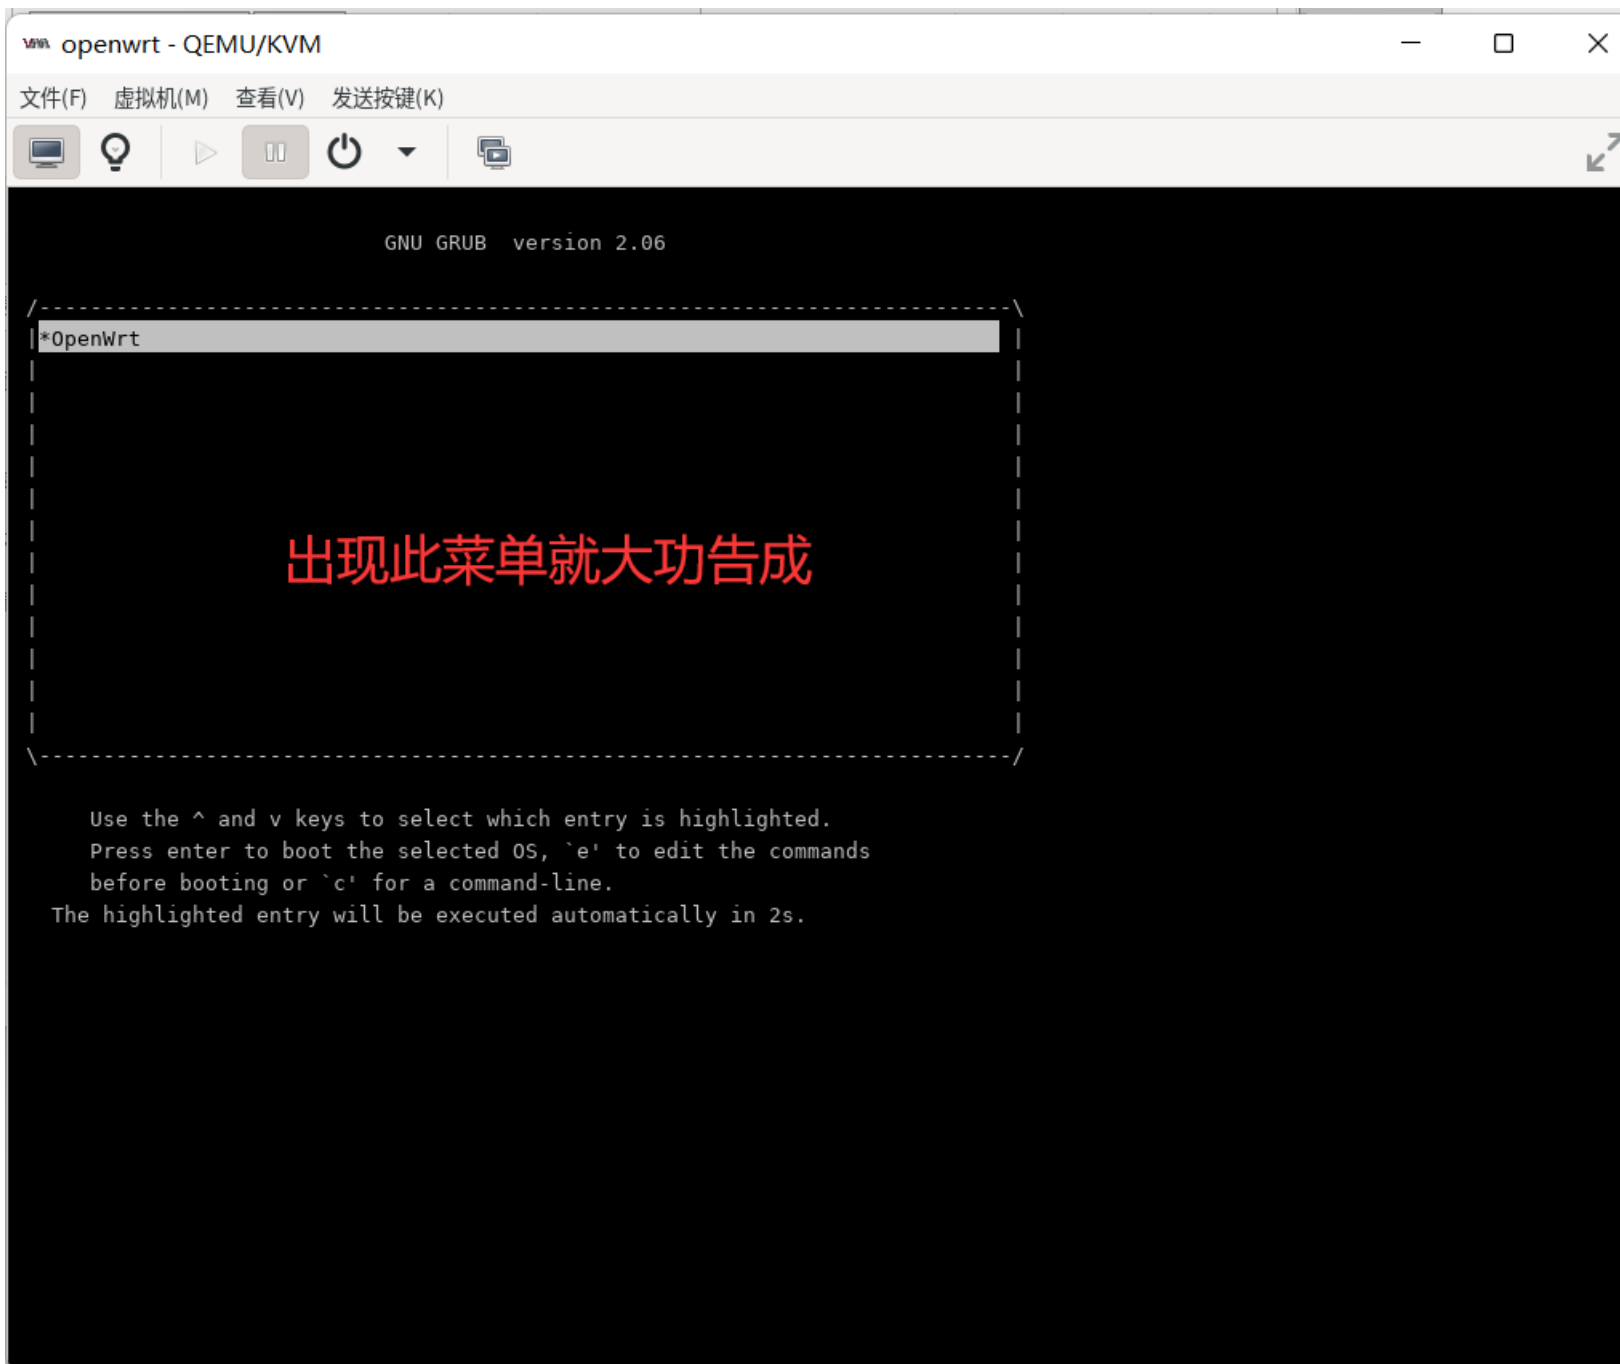 openwrt - QEMU/KVM
文件(F) 虚拟机(M) 查看(V) 发送按键(K)
GNU GRUB version 2.06
*OpenWrt
出现此菜单就大功告成
Use the ^ and v keys to select which entry is highlighted.
Press enter to boot the selected OS, `e' to edit the commands
before booting or `c' for a command-line.
The highlighted entry will be executed automatically in 2s.